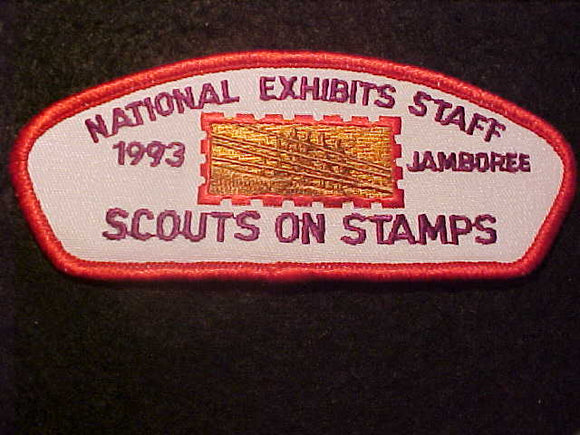 NATIONAL EXHIBITS STAFF
1993 JAMBOREE
SCOUTS ON STAMPS